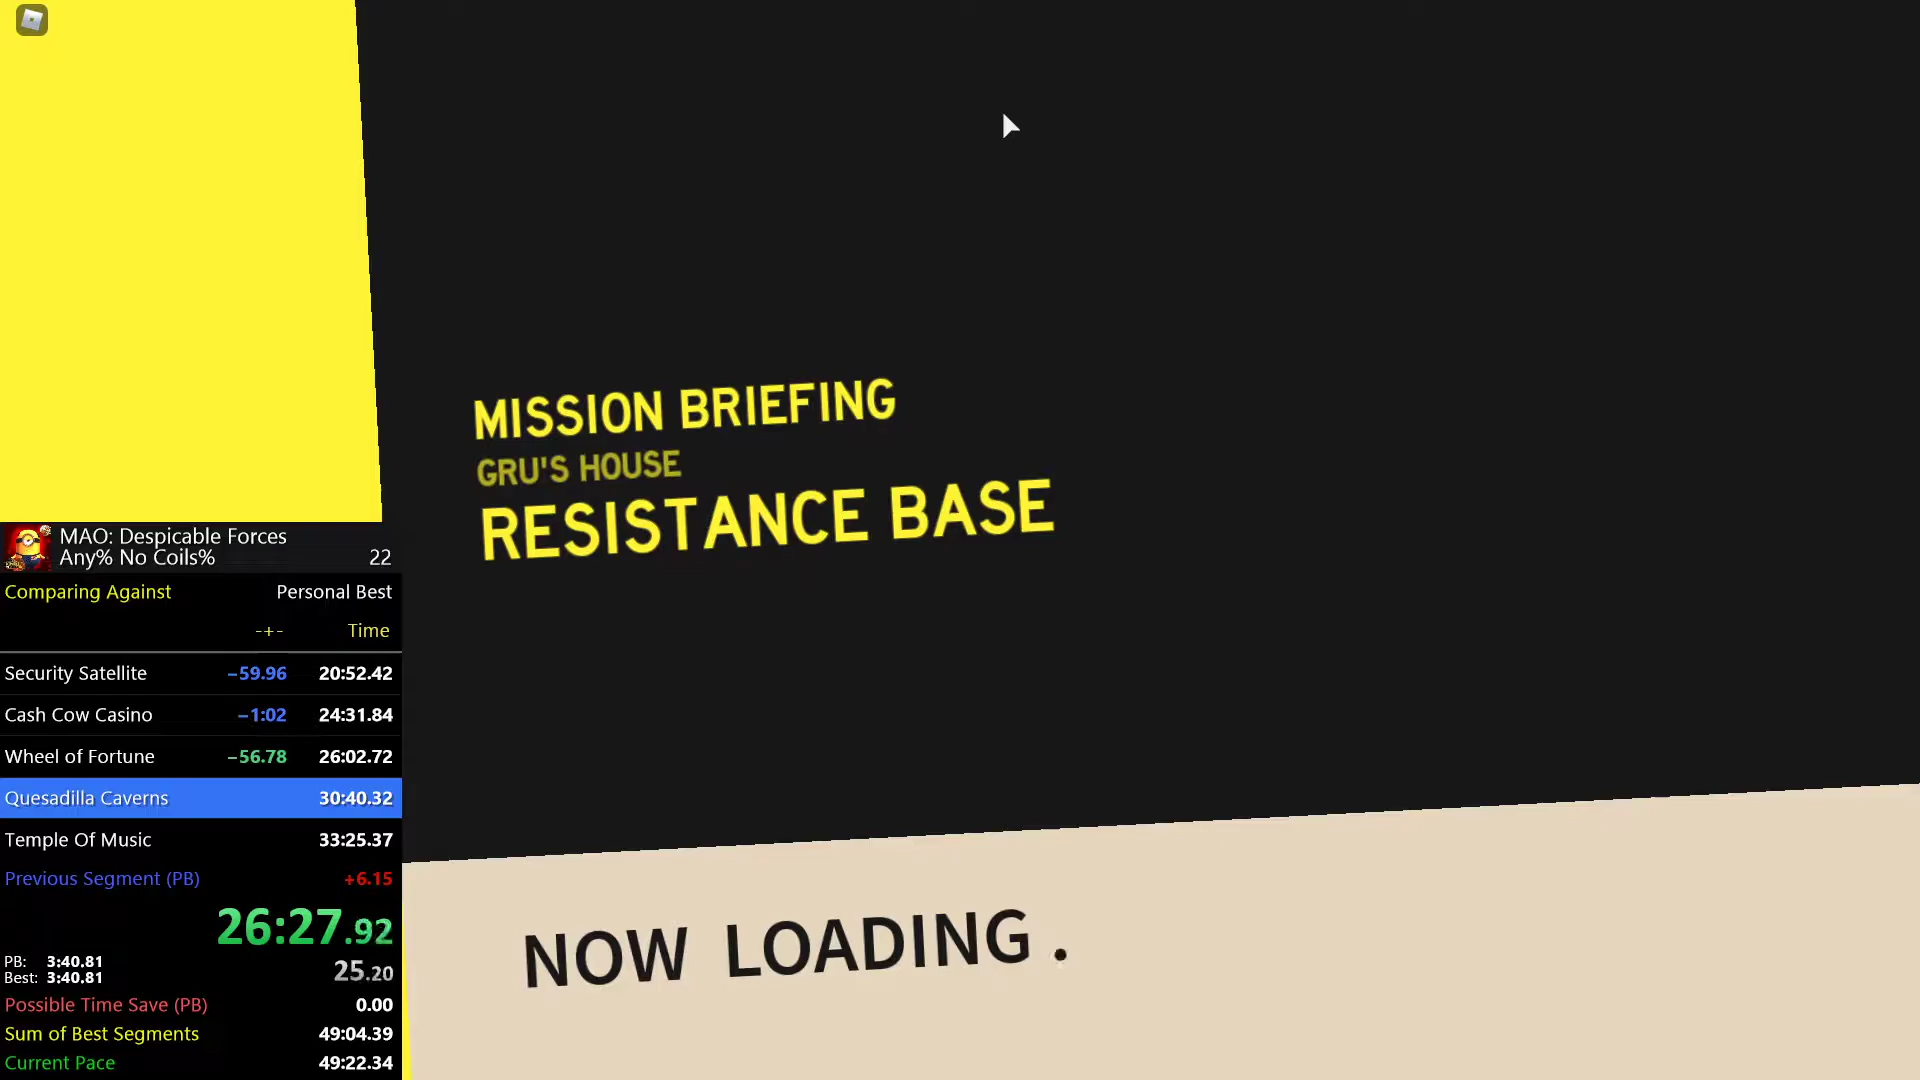 MISSION BRIEFING
GRU'S HOUSE
RESISTANCE BASE
NOW LOADING .
MAO: Despicable Forces
Any% No Coils% 22
Comparing Against Personal Best
-+- Time
Security Satellite −59.96 20:52.42
Cash Cow Casino −1:02 24:31.84
Wheel of Fortune −56.78 26:02.72
Quesadilla Caverns 30:40.32
Temple Of Music 33:25.37
Previous Segment (PB) +6.15
26:27.92
PB: 3:40.81
Best: 3:40.81 25.20
Possible Time Save (PB) 0.00
Sum of Best Segments 49:04.39
Current Pace 49:22.34